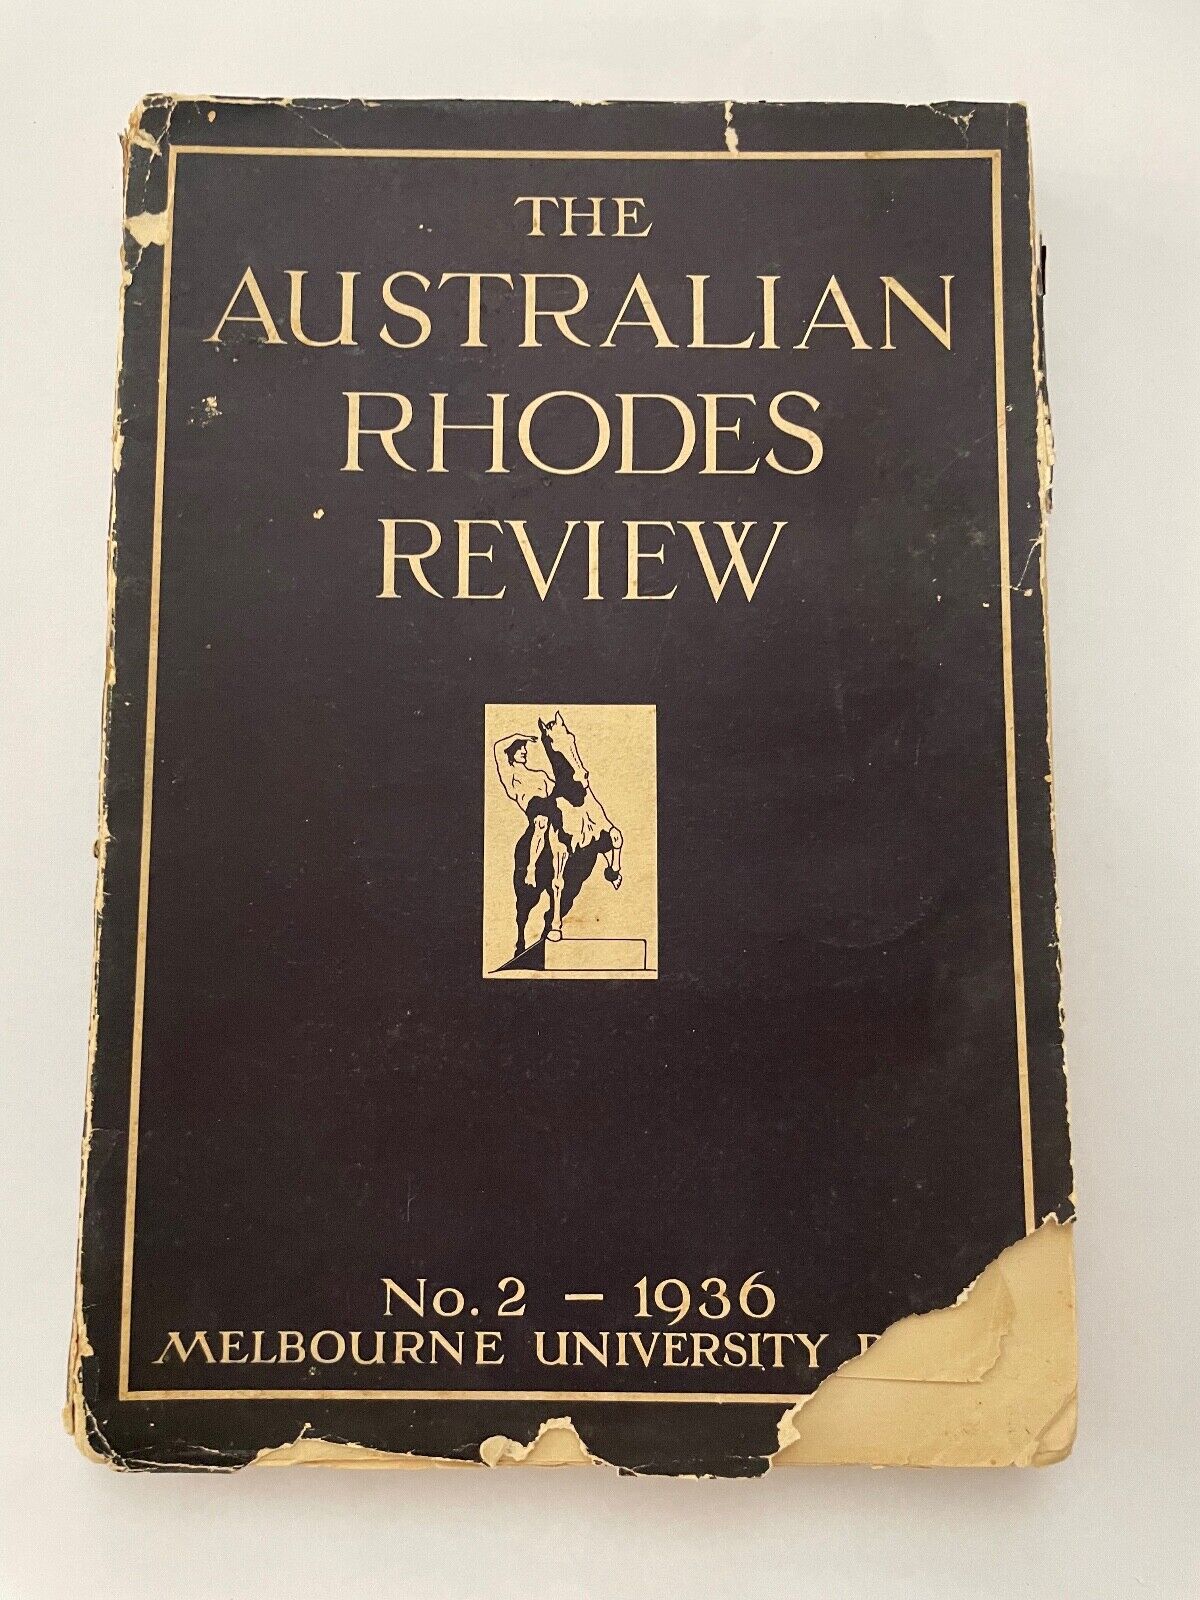 THE
AUSTRALIAN
RHODES
REVIEW
No. 2 – 1936
MELBOURNE UNIVERSITY